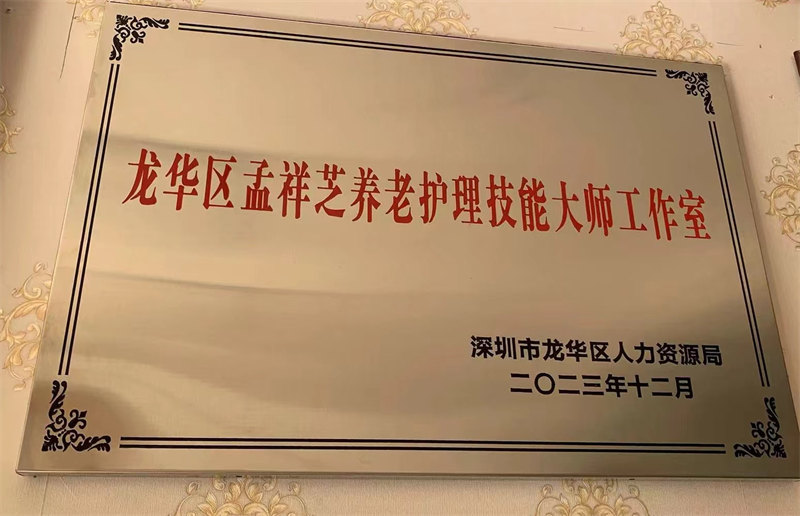 龙华区孟祥芝养老护理技能大师工作室
深圳市龙华区人力资源局
二〇二三年十二月